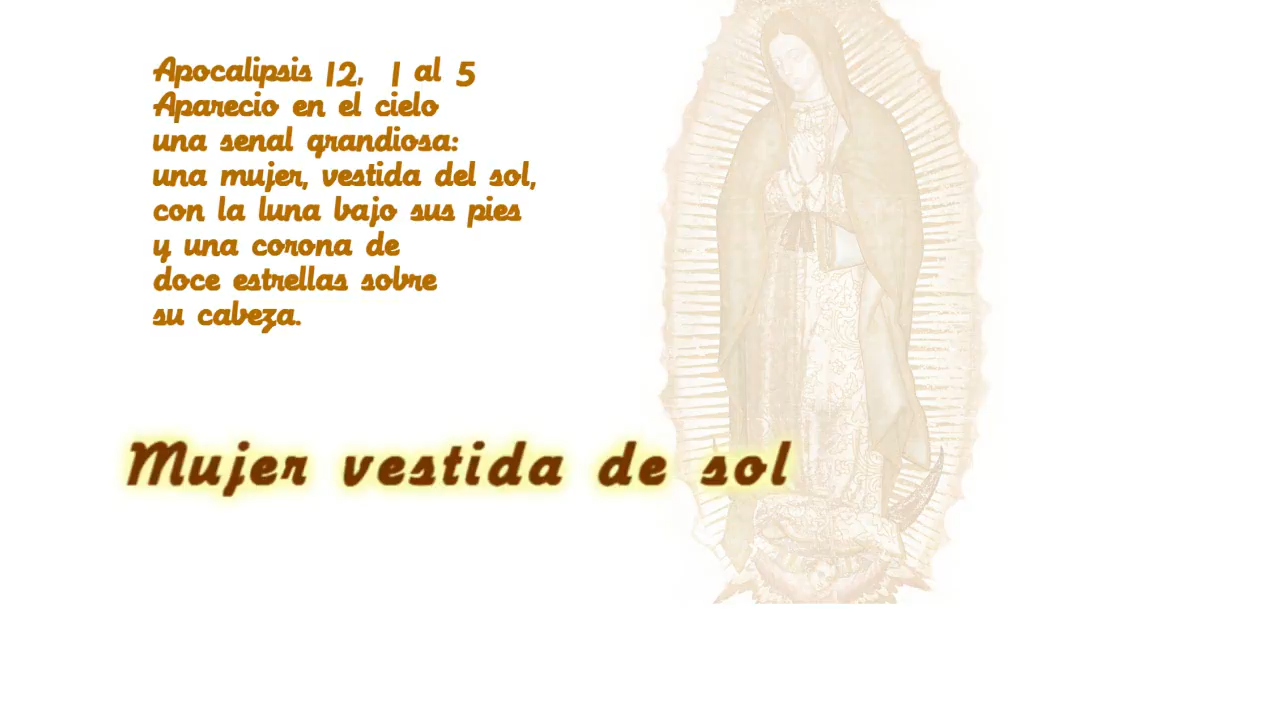 Apocalipsis 12, 1 al 5
Aparecio en el cielo
una senal grandiosa:
una mujer, vestida del sol,
con la luna bajo sus pies
y una corona de
doce estrellas sobre
su cabeza.
Mujer vestida de sol